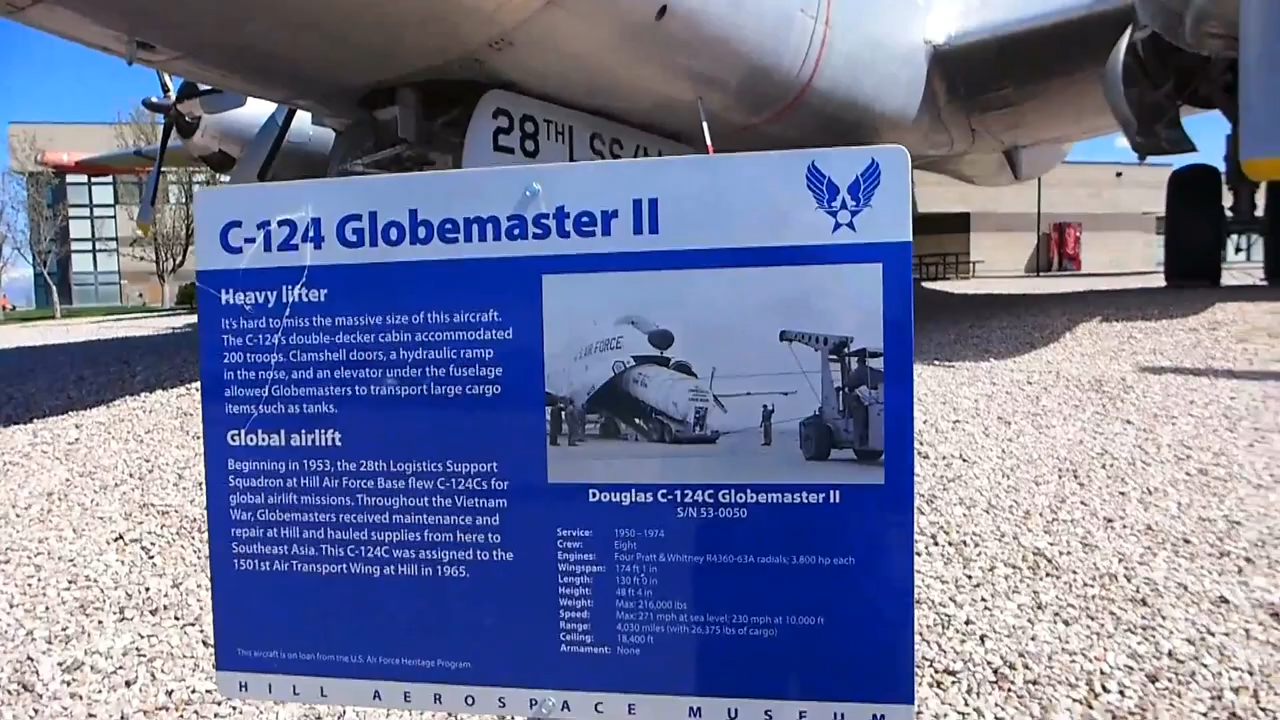 28TH LSS/
C-124 Globemaster II
Heavy lifter
It's hard to miss the massive size of this aircraft.
The C-124's double-decker cabin accommodated
200 troops. Clamshell doors, a hydraulic ramp
in the nose, and an elevator under the fuselage
allowed Globemasters to transport large cargo
items such as tanks.
Global airlift
Beginning in 1953, the 28th Logistics Support
Squadron at Hill Air Force Base flew C-124Cs for
global airlift missions. Throughout the Vietnam
War, Globemasters received maintenance and
repair at Hill and hauled supplies from here to
Southeast Asia. This C-124C was assigned to the
1501st Air Transport Wing at Hill in 1965.
This aircraft is on loan from the U.S. Air Force Heritage Program.
U.S. AIR FORCE
Douglas C-124C Globemaster II
S/N 53-0050
Service: 1950 – 1974
Crew: Eight
Engines: Four Pratt & Whitney R4360-63A radials; 3,800 hp each
Wingspan: 174 ft 1 in
Length: 130 ft 0 in
Height: 48 ft 4 in
Weight: Max: 216,000 lbs
Speed: Max: 271 mph at sea level; 230 mph at 10,000 ft
Range: 4,030 miles (with 26,375 lbs of cargo)
Ceiling: 18,400 ft
Armament: None
HILL AEROSPACE MUSEUM